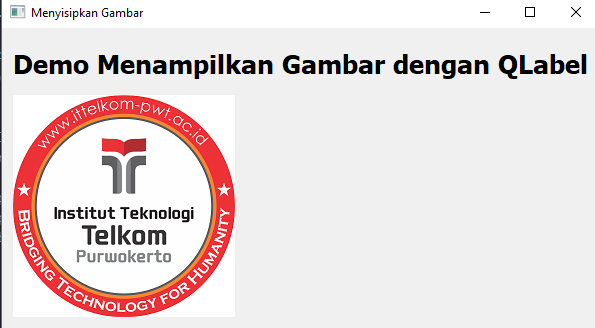 Menyisipkan Gambar
Demo Menampilkan Gambar dengan QLabel
www.ittelkom-pwt.ac.id
Institut Teknologi
Telkom
Purwokerto
BRIDGING TECHNOLOGY FOR HUMANITY